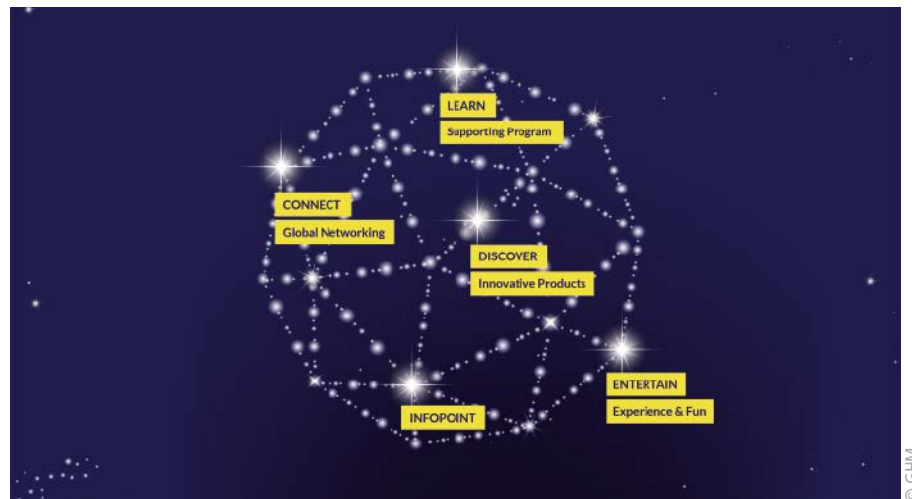 LEARN
Supporting Program
CONNECT
Global Networking
DISCOVER
Innovative Products
ENTERTAIN
Experience & Fun
INFOPOINT
© GHM